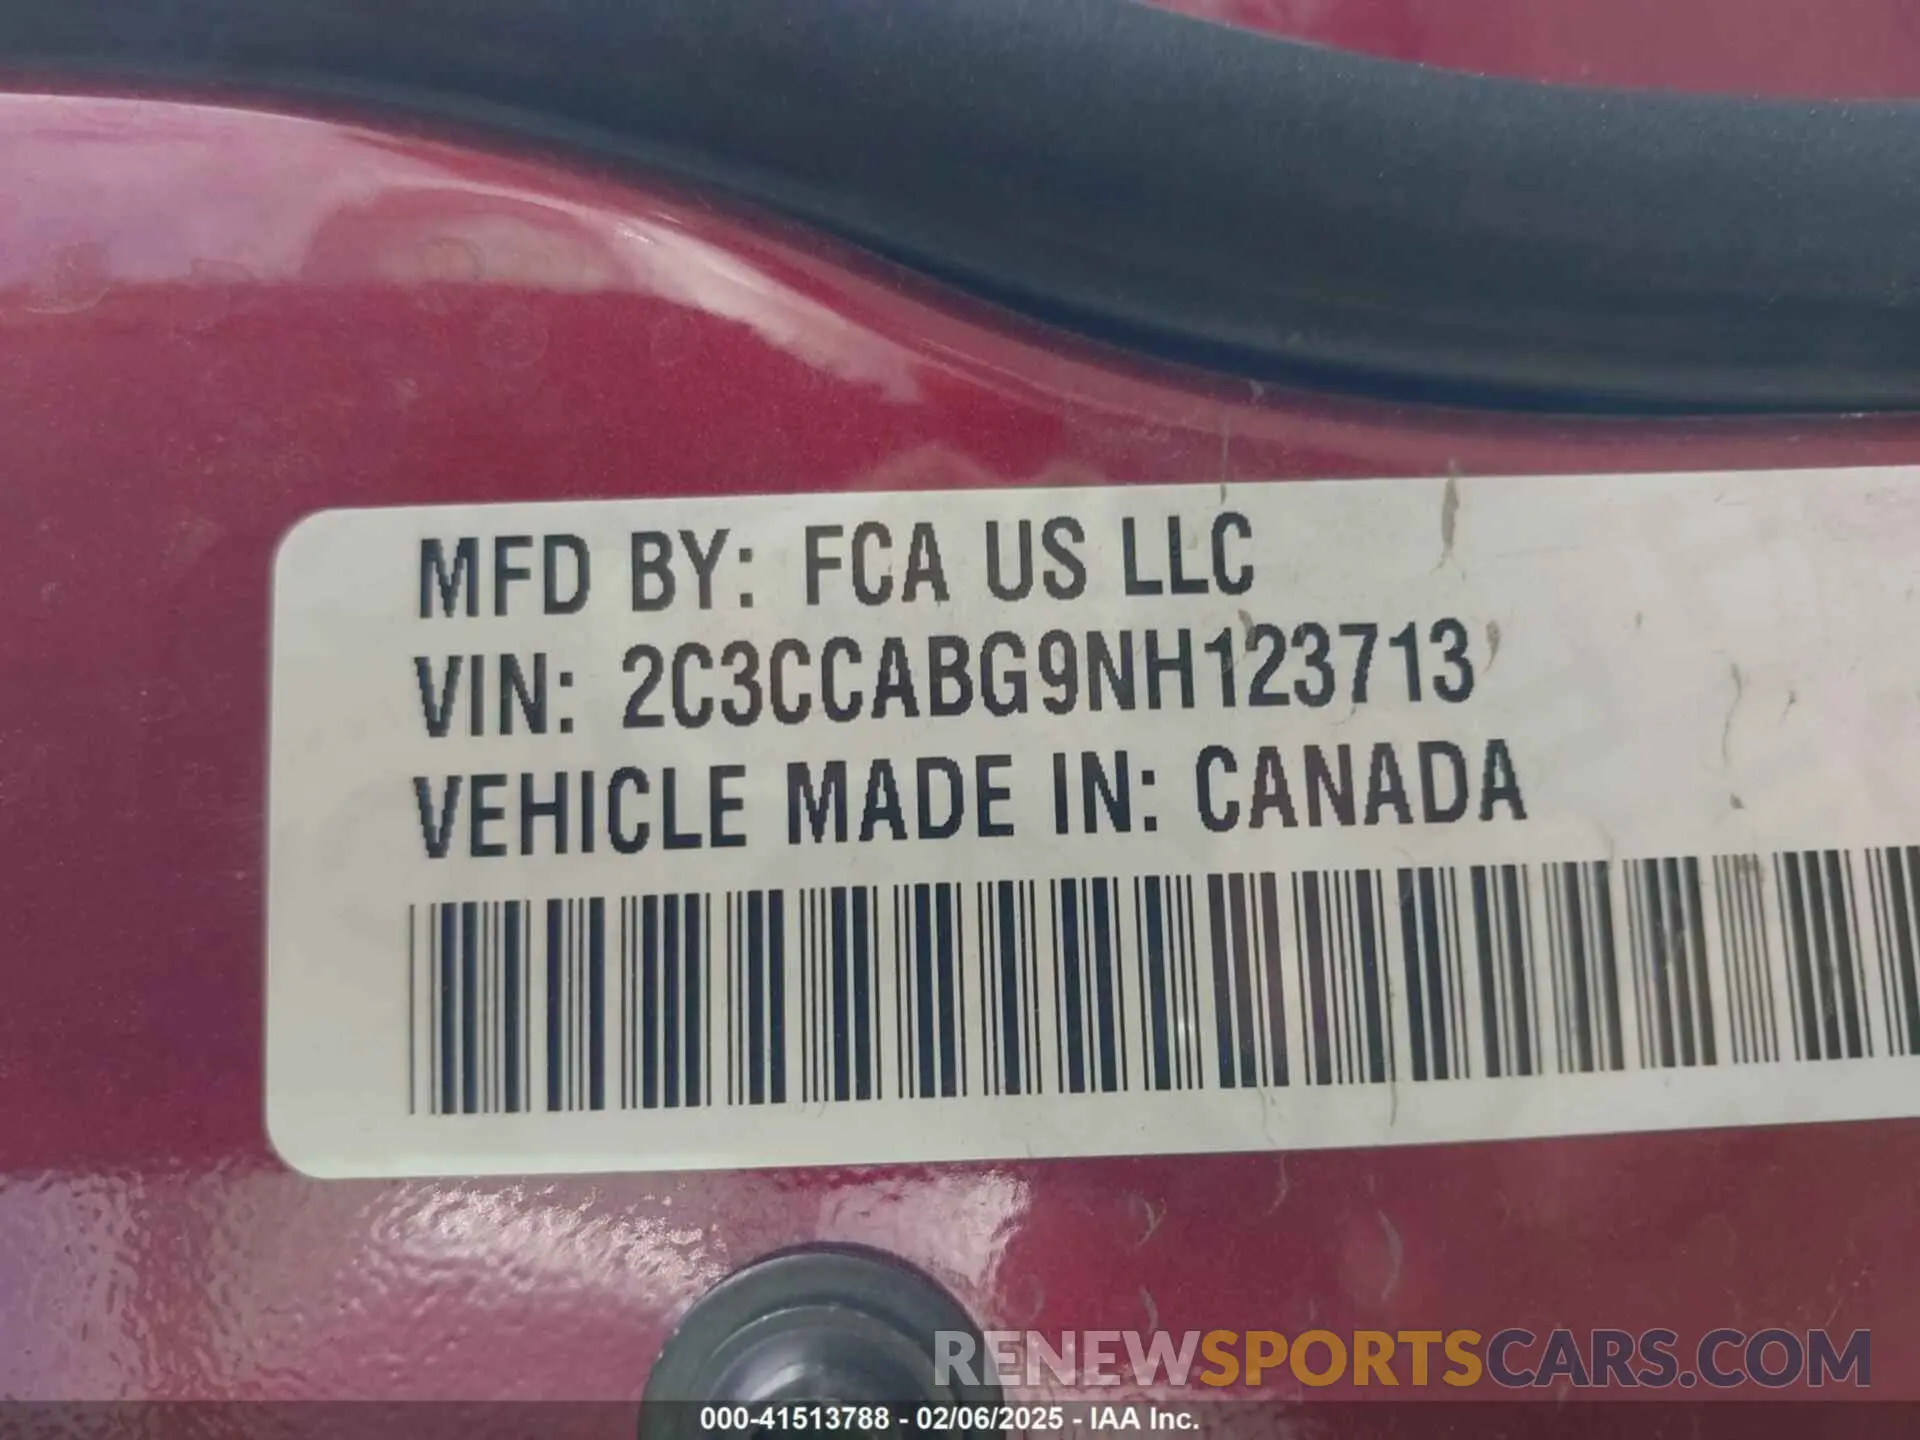 MFD BY: FCA US LLC
VIN: 2C3CCABG9NH123713
VEHICLE MADE IN: CANADA
RENEWSPORTSCARS.COM
000-41513788 - 02/06/2025 - IAA Inc.